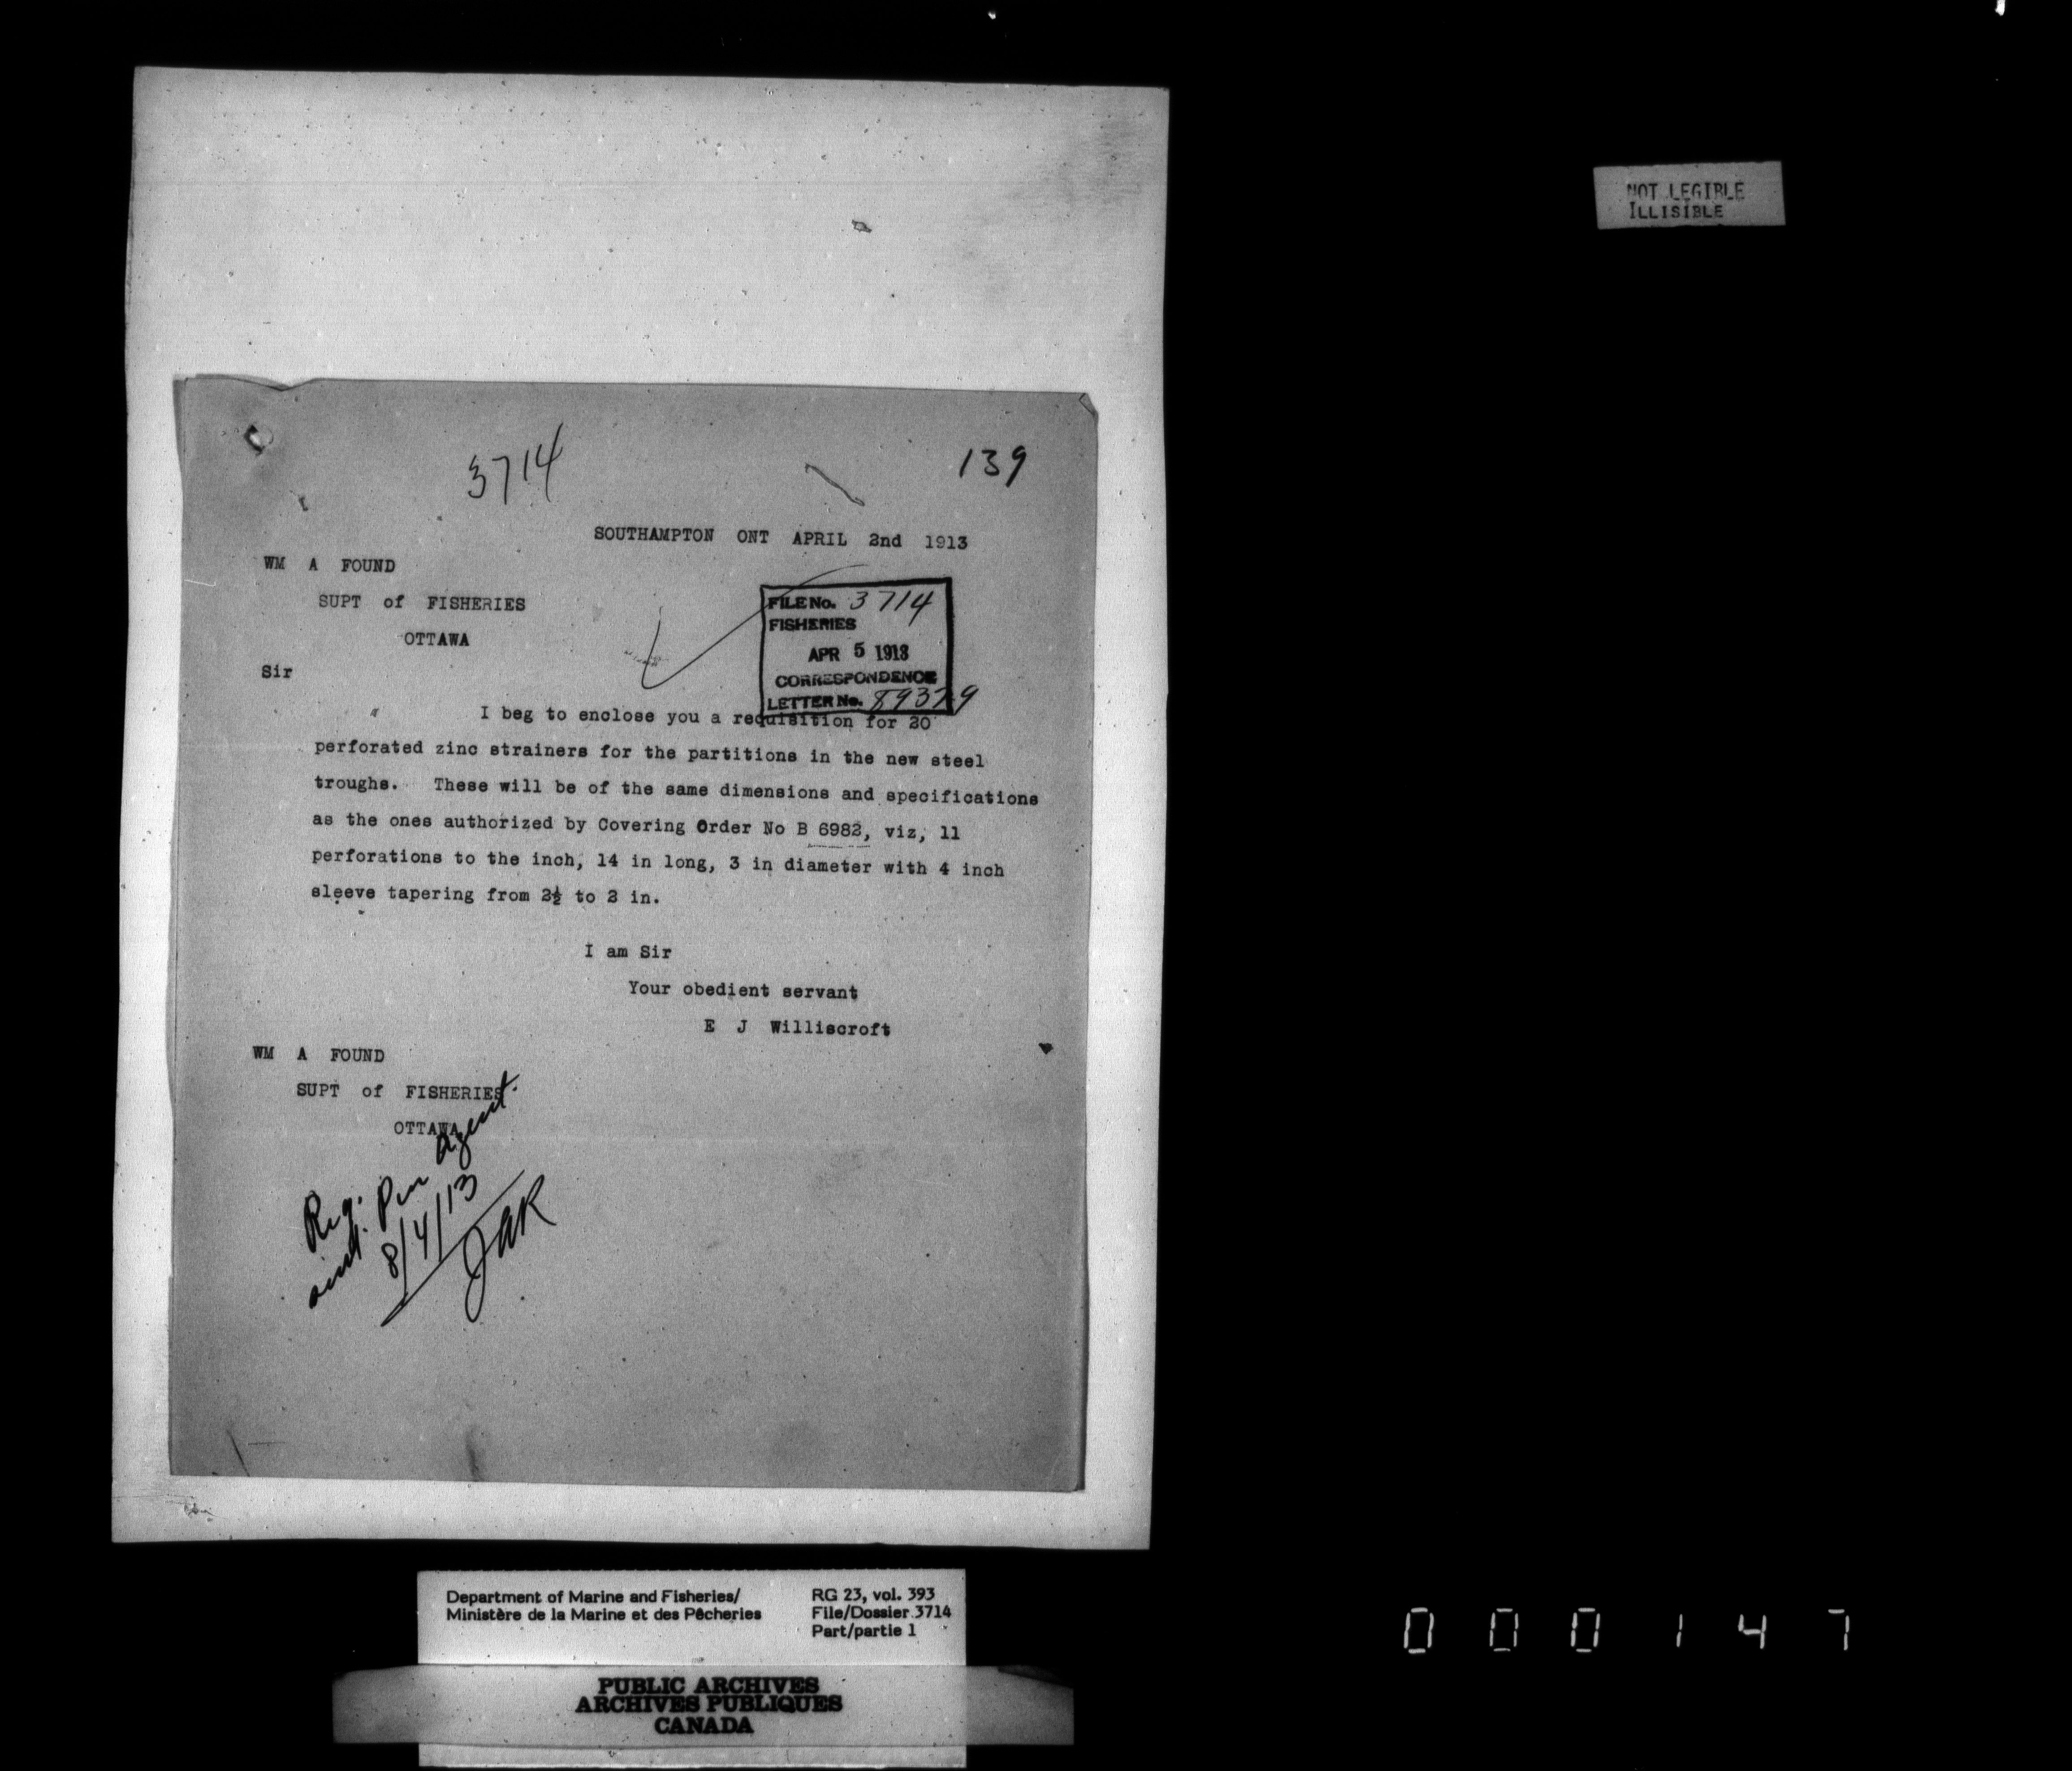 NOT LEGIBLE
ILLISIBLE
3714
139
SOUTHAMPTON ONT APRIL 2nd 1913
WM A FOUND
SUPT of FISHERIES
OTTAWA
FILE No. 3714
FISHERIES
APR 5 1913
CORRESPONDENCE
LETTER No. 89379
Sir
I beg to enclose you a requisition for 20
perforated zinc strainers for the partitions in the new steel
troughs. These will be of the same dimensions and specifications
as the ones authorized by Covering Order No B 6982, viz, 11
perforations to the inch, 14 in long, 3 in diameter with 4 inch
sleeve tapering from 2½ to 2 in.
I am Sir
Your obedient servant
E J Williscroft
WM A FOUND
SUPT of FISHERIES
OTTAWA
Req. Pur Agent.
8/4/13
JAR
Department of Marine and Fisheries/
Ministère de la Marine et des Pêcheries
RG 23, vol. 393
File/Dossier 3714
Part/partie 1
PUBLIC ARCHIVES
ARCHIVES PUBLIQUES
CANADA
000147